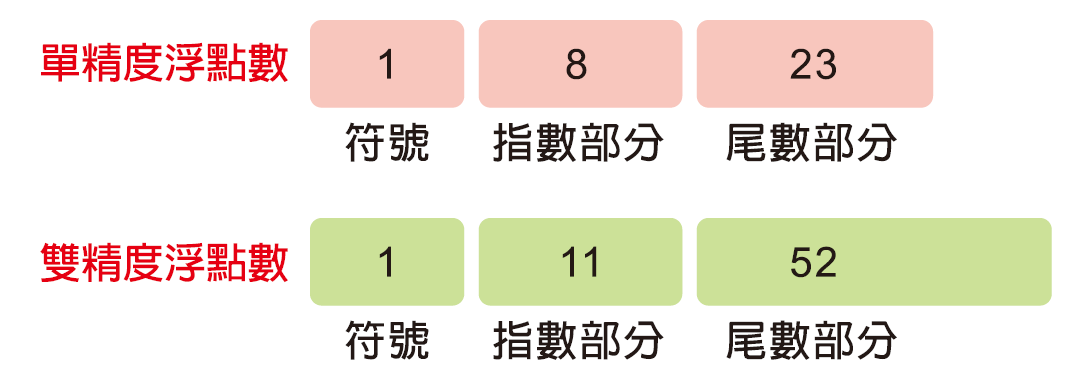 單精度浮點數 1 8 23
符號 指數部分 尾數部分
雙精度浮點數 1 11 52
符號 指數部分 尾數部分